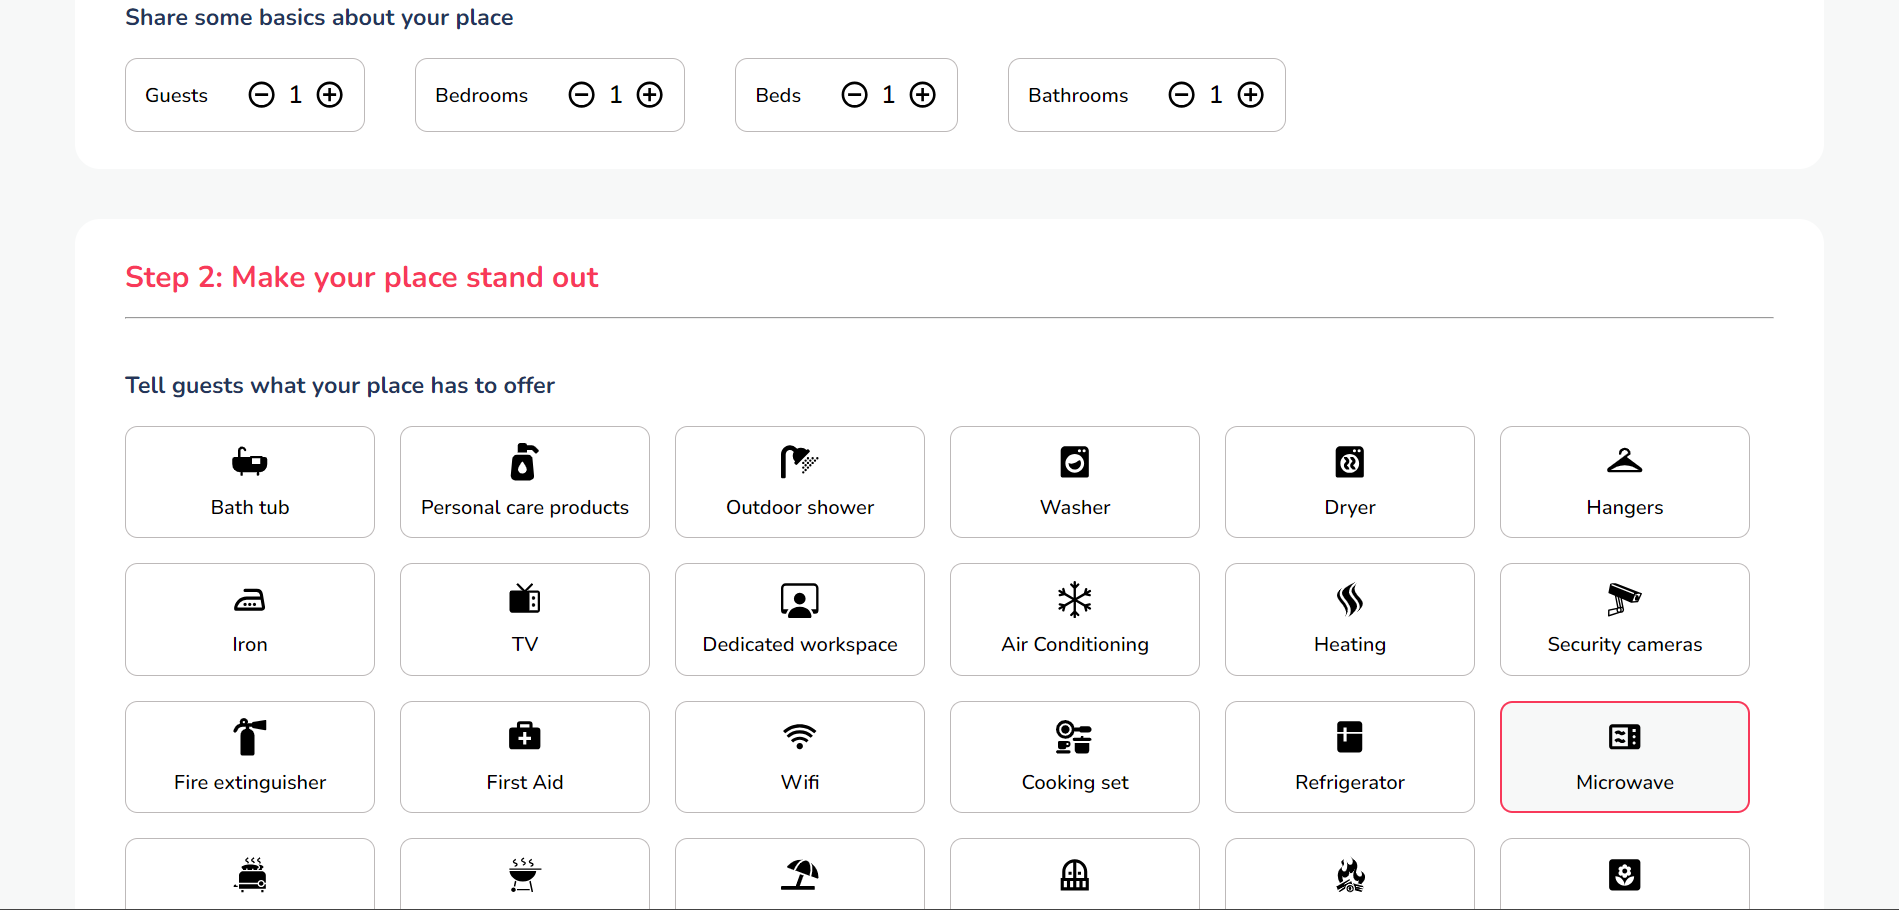 Share some basics about your place
Guests 1 Bedrooms 1 Beds 1 Bathrooms 1
Step 2: Make your place stand out
Tell guests what your place has to offer
Bath tub Personal care products Outdoor shower Washer Dryer Hangers
Iron TV Dedicated workspace Air Conditioning Heating Security cameras
Fire extinguisher First Aid Wifi Cooking set Refrigerator Microwave